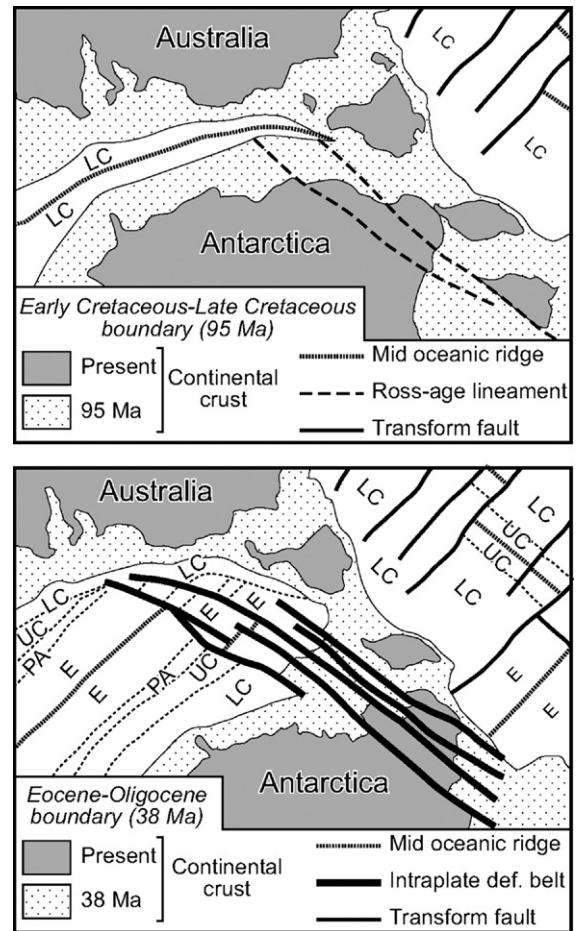 Australia
LC
LC
LC
LC
Antarctica
Early Cretaceous-Late Cretaceous
boundary (95 Ma)
Present
95 Ma
Continental
crust
Mid oceanic ridge
Ross-age lineament
Transform fault
Australia
LC
LC
UC
PA
E
E
E
E
PA
UC
LC
LC
LC
UC
UC
LC
LC
E
E
Antarctica
Eocene-Oligocene
boundary (38 Ma)
Present
38 Ma
Continental
crust
Mid oceanic ridge
Intraplate def. belt
Transform fault